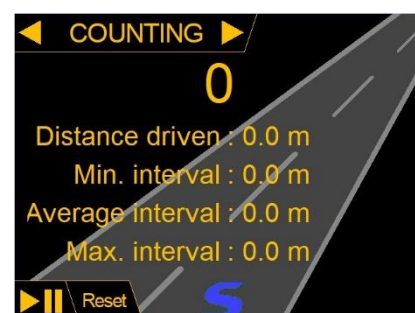 COUNTING
0
Distance driven : 0.0 m
Min. interval : 0.0 m
Average interval : 0.0 m
Max. interval : 0.0 m
Reset